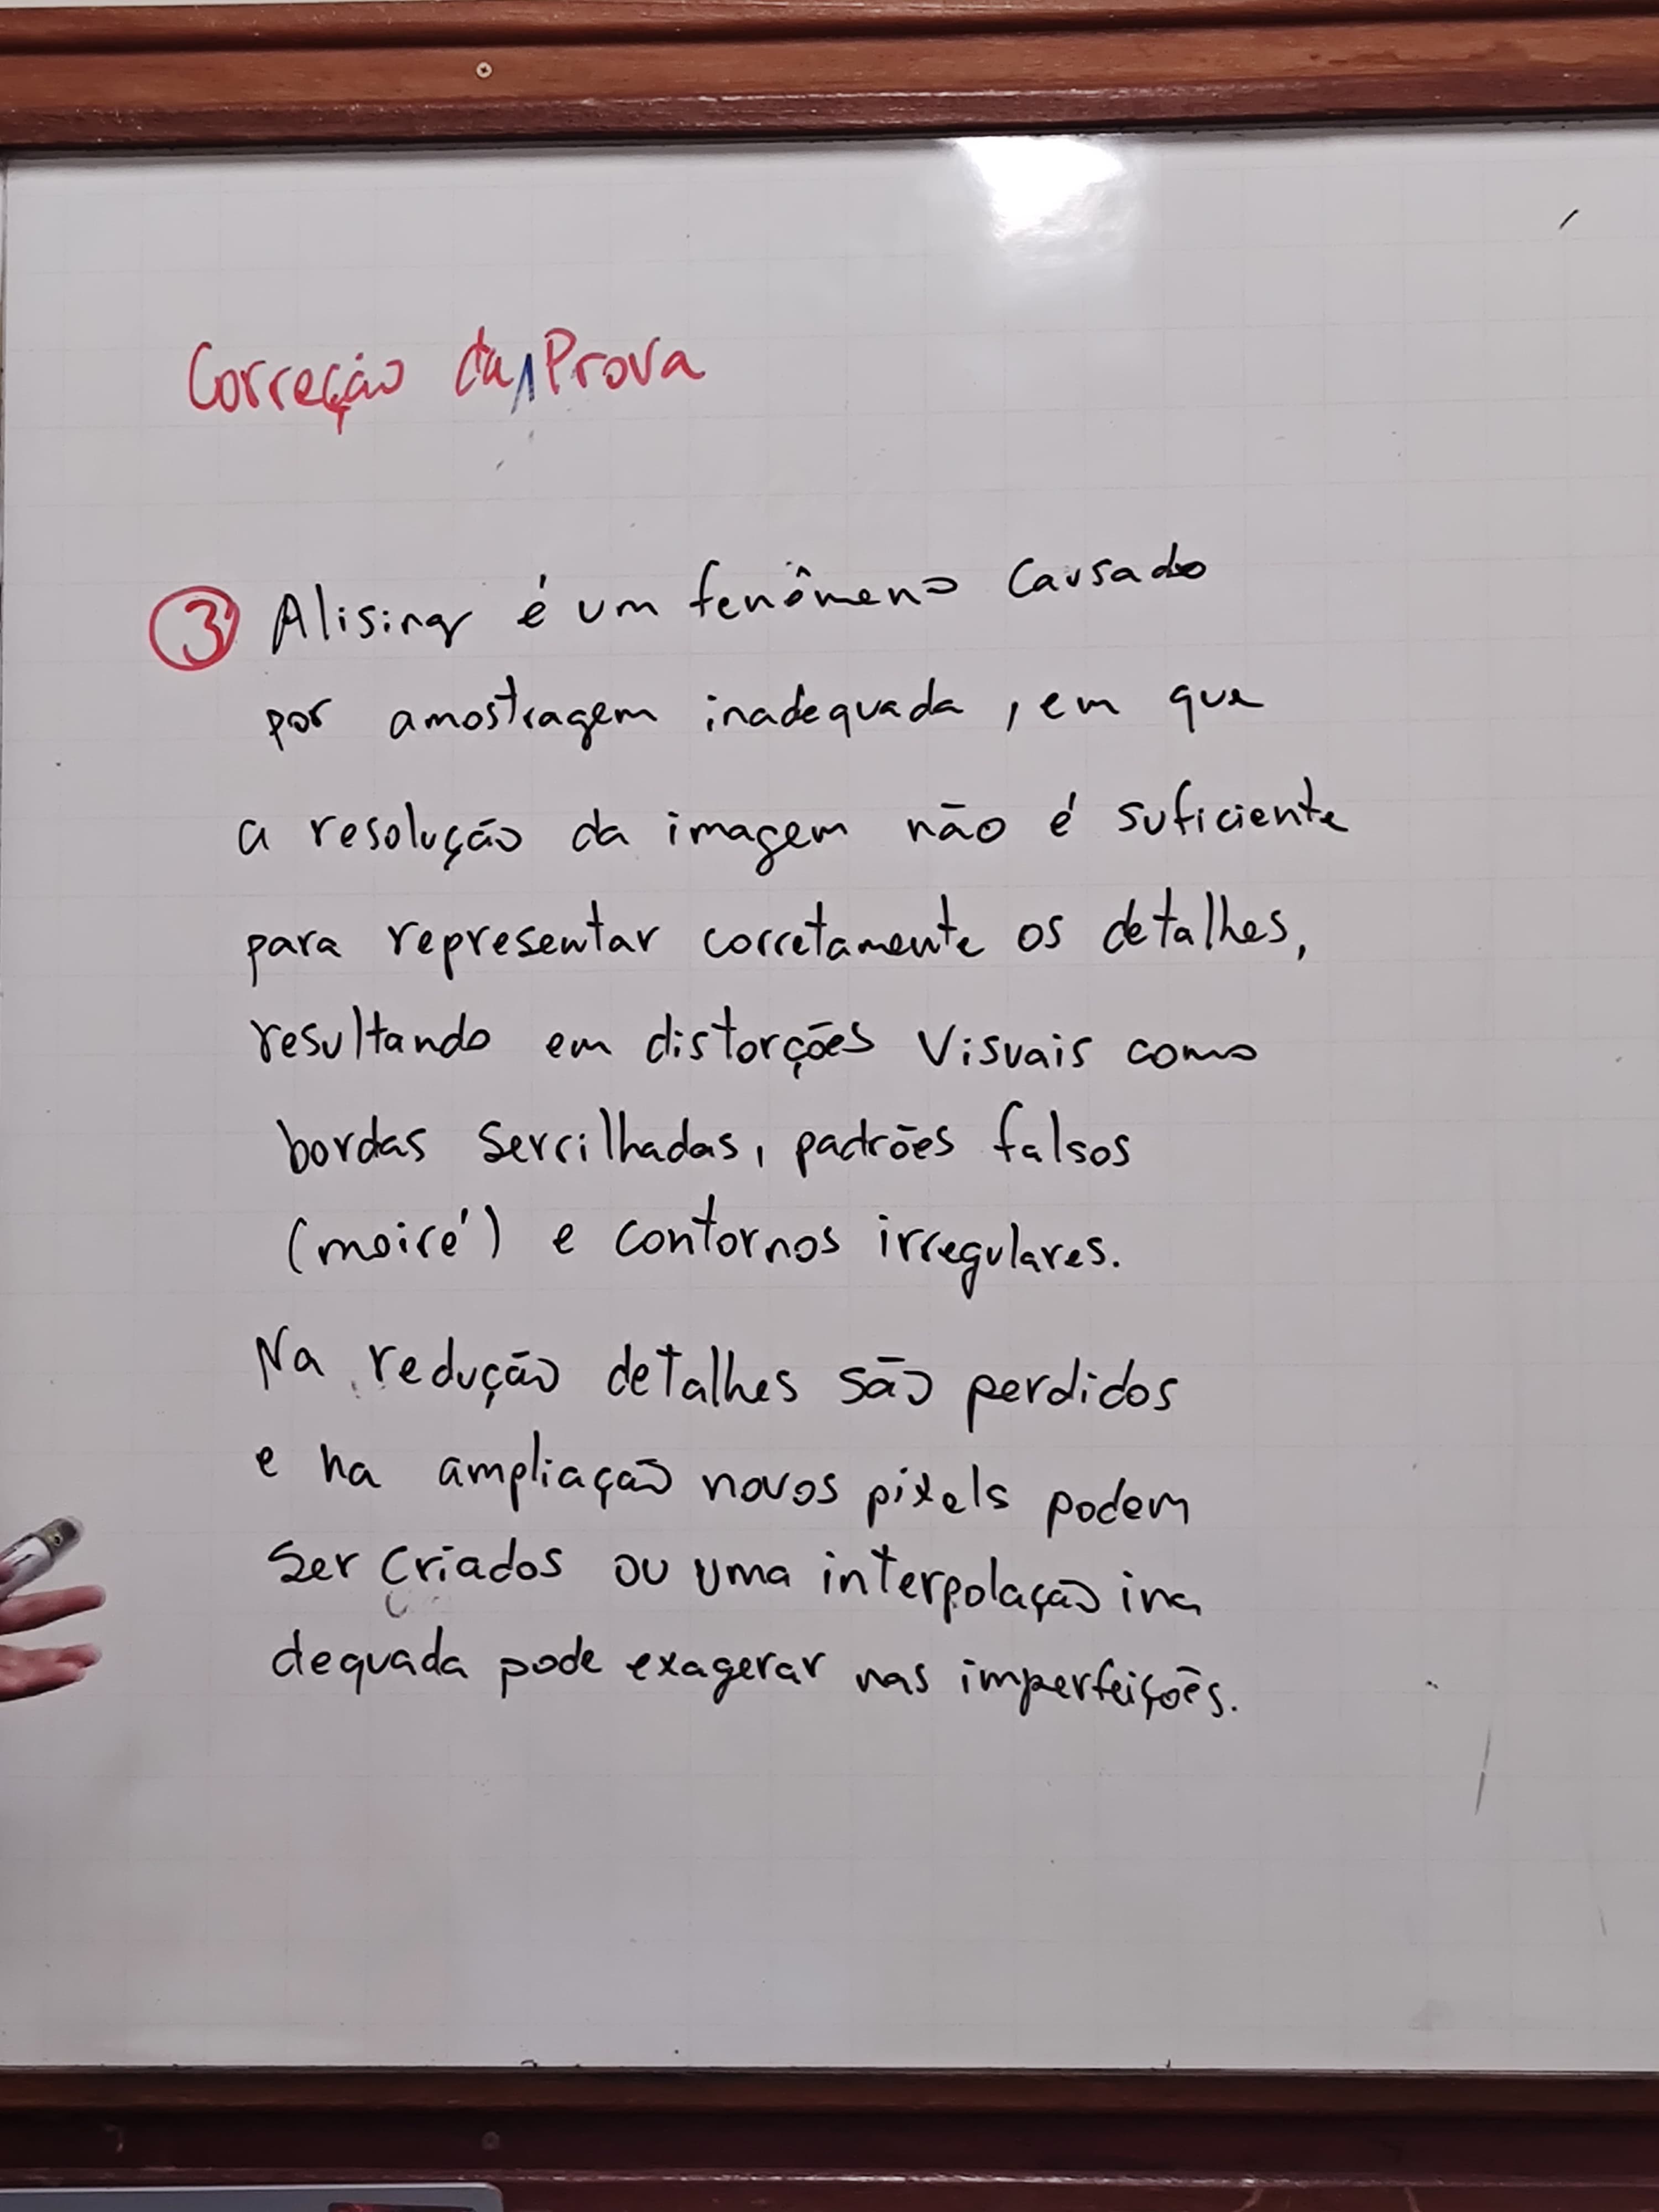 Correção da Prova
3 Alising é um fenômeno causado
por amostragem inadequada, em que
a resolução da imagem não é suficiente
para representar corretamente os detalhes,
resultando em distorções visuais como
bordas serrilhadas, padrões falsos
(moiré) e contornos irregulares.
Na redução detalhes são perdidos
e na ampliação novos pixels podem
ser criados ou uma interpolação ina
dequada pode exagerar nas imperfeições.